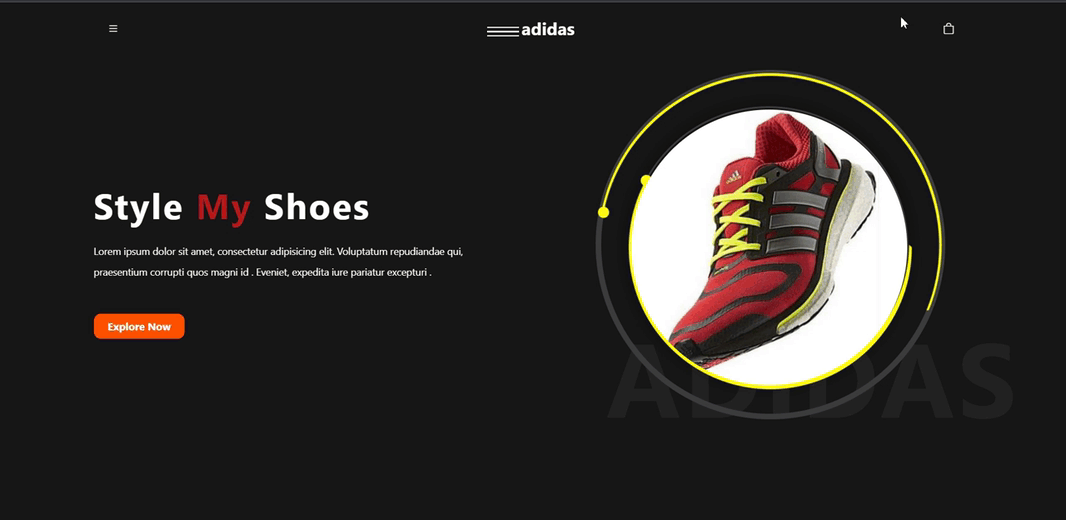 adidas
Style My Shoes
Lorem ipsum dolor sit amet, consectetur adipisicing elit. Voluptatum repudiandae qui,
praesentium corrupti quos magni id . Eveniet, expedita iure pariatur excepturi .
Explore Now
ADIDAS